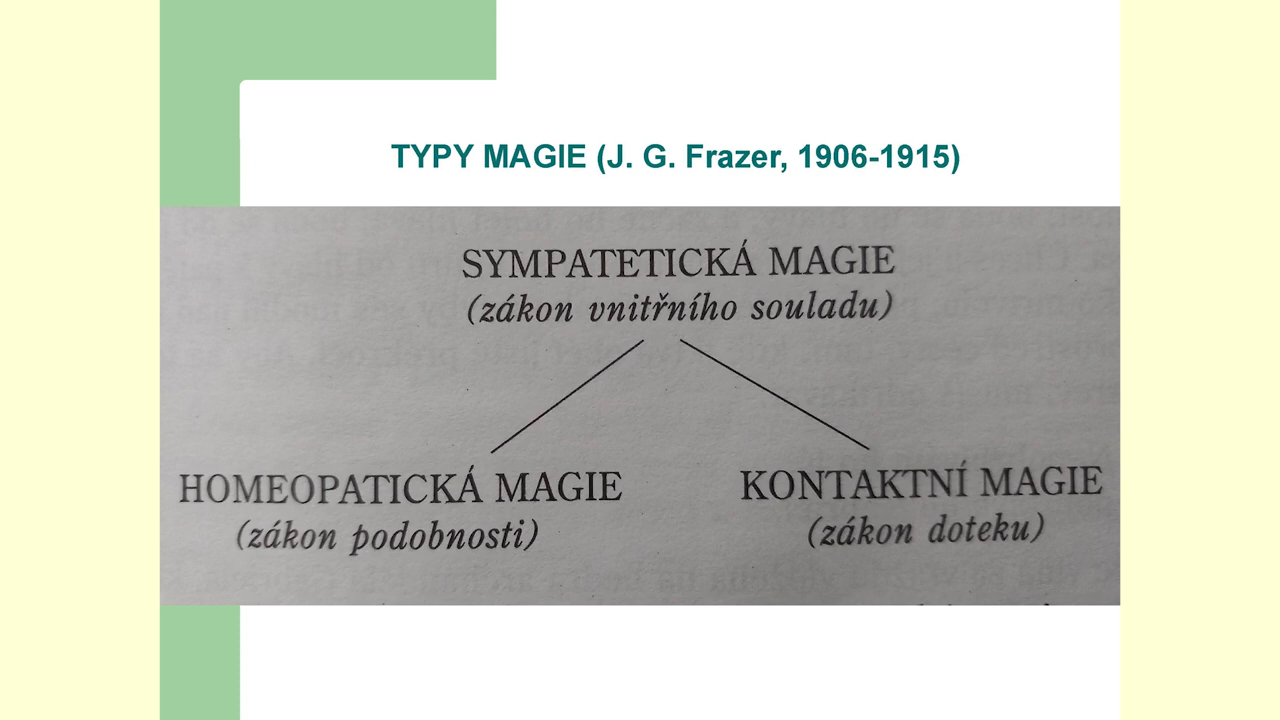 TYPY MAGIE (J. G. Frazer, 1906-1915)
SYMPATETICKÁ MAGIE
(zákon vnitřního souladu)
HOMEOPATICKÁ MAGIE
(zákon podobnosti)
KONTAKTNÍ MAGIE
(zákon doteku)